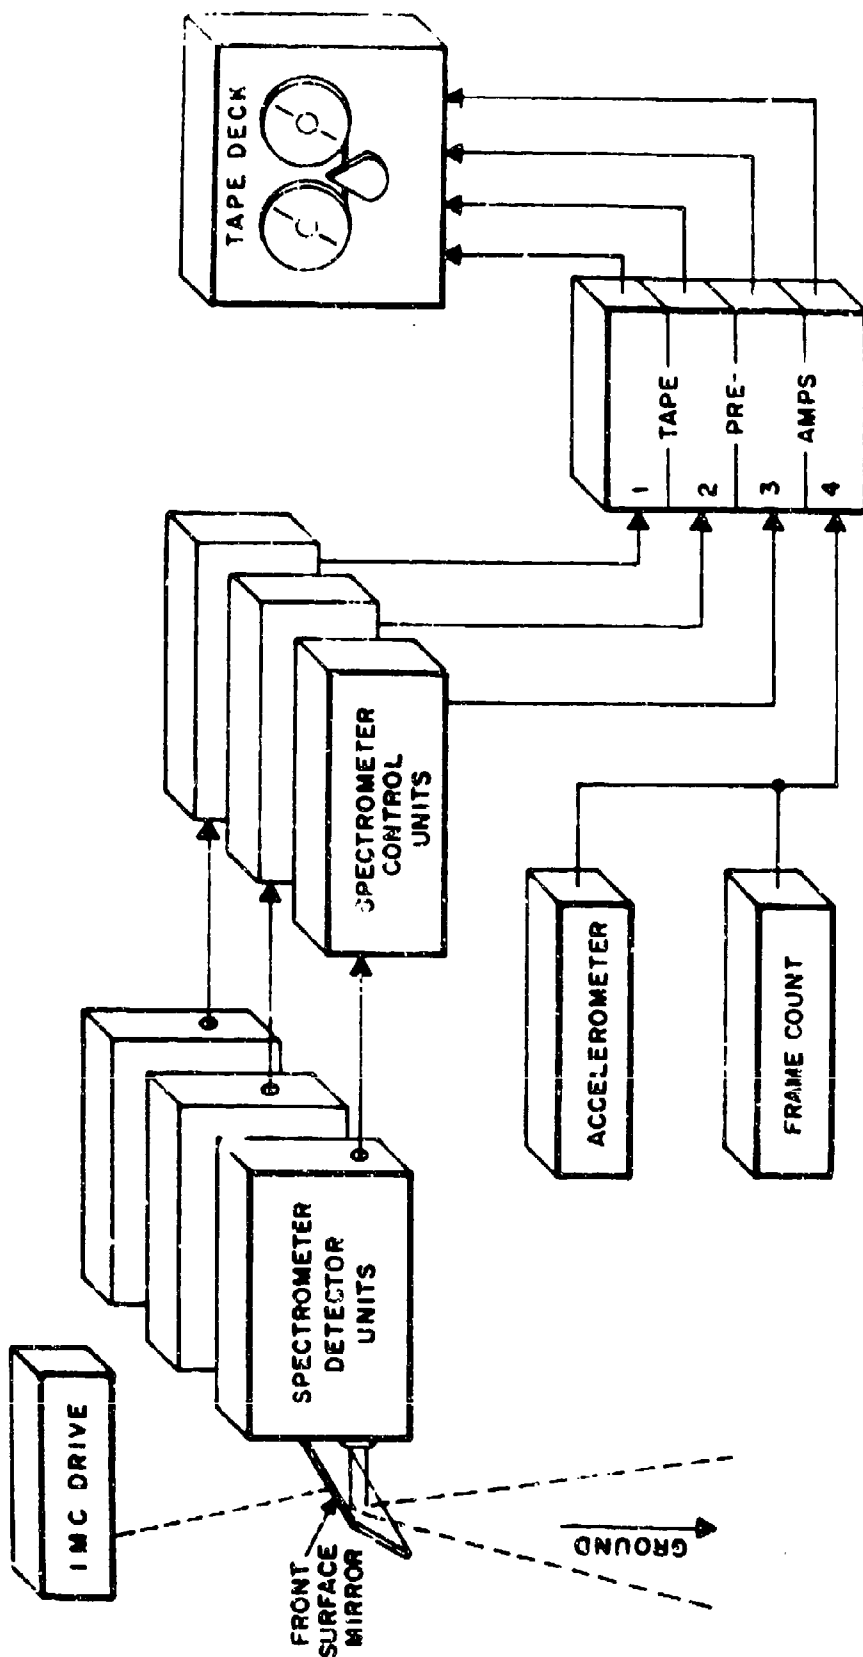 IMC DRIVE
FRONT
SURFACE
MIRROR
GROUND
SPECTROMETER
DETECTOR
UNITS
SPECTROMETER
CONTROL
UNITS
ACCELEROMETER
FRAME COUNT
TAPE DECK
1
TAPE
2
PRE-
3
AMPS
4